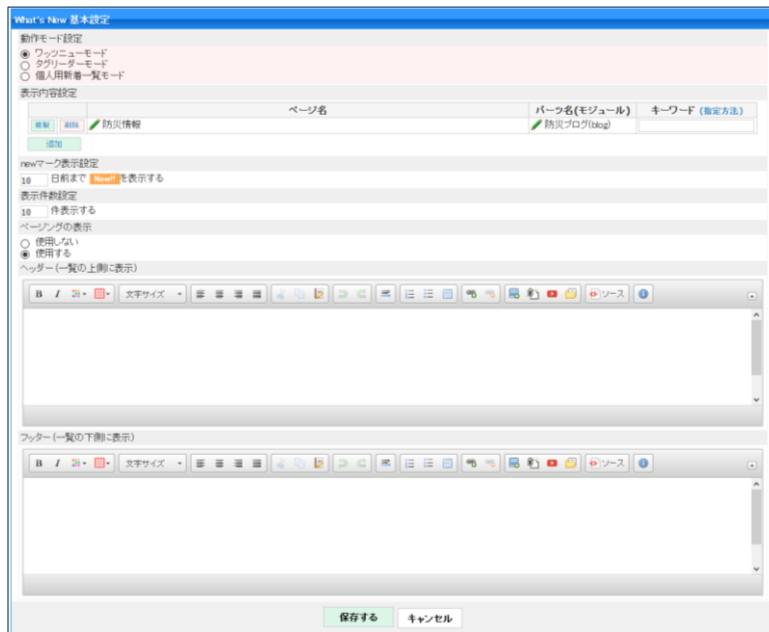 What's New 基本設定
動作モード設定
ワッツニューモード
タグリーダーモード
個人用新着一覧モード
表示内容設定
ページ名 パーツ名(モジュール) キーワード (指定方法)
複製 削除 防災情報 防災ブログ(blog)
追加
newマーク表示設定
10 日前まで New!! を表示する
表示件数設定
10 件表示する
ページングの表示
使用しない
使用する
ヘッダー(一覧の上側に表示)
B I 文字サイズ ソース
フッター(一覧の下側に表示)
B I 文字サイズ ソース
保存する キャンセル